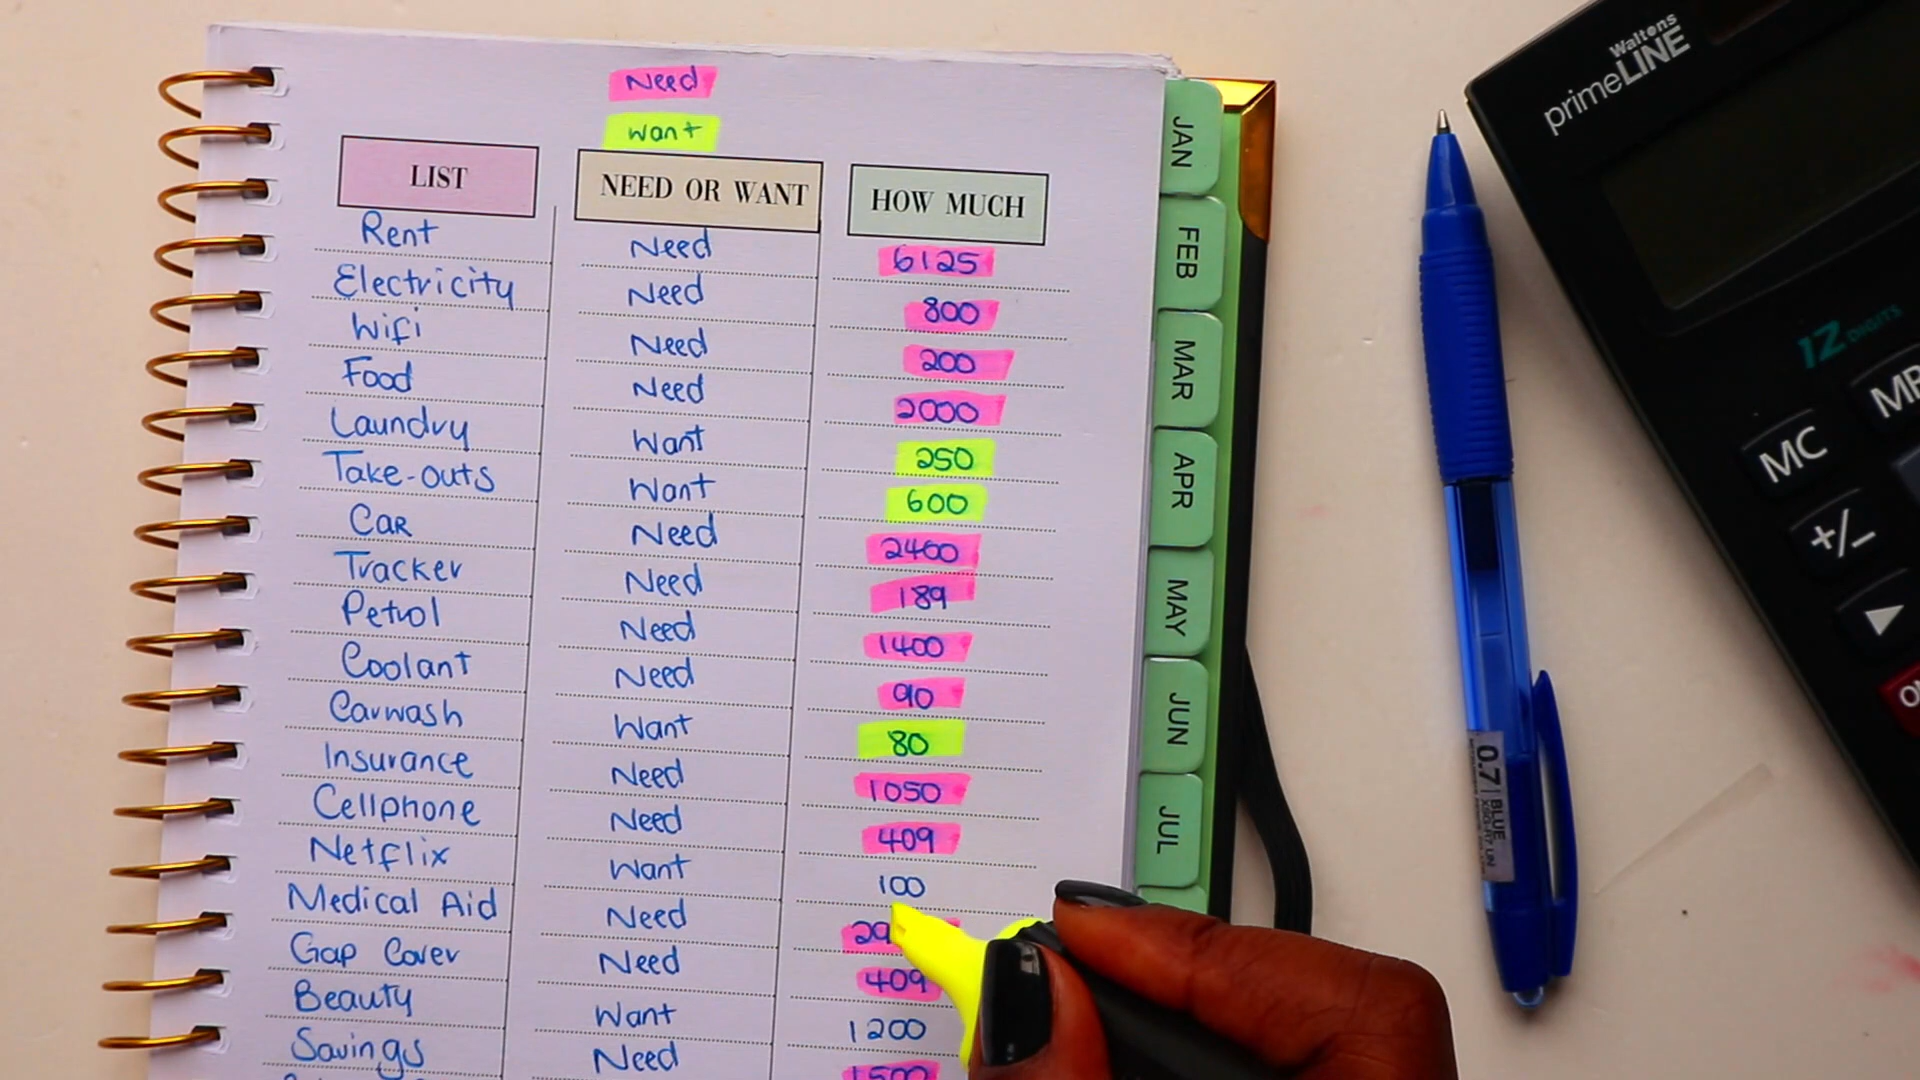 Need
want
LIST NEED OR WANT HOW MUCH
Rent Need 6125
Electricity Need 800
Wifi Need 200
Food Need 2000
Laundry Want 250
Take-outs Want 600
Car Need 2400
Tracker Need 189
Petrol Need 1400
Coolant Need 90
Carwash Want 80
Insurance Need 1050
Cellphone Need 409
Netflix Want 100
Medical Aid Need
Gap Cover Need 409
Beauty Want 1200
Savings Need 1500
JAN
FEB
MAR
APR
MAY
JUN
JUL
0.7 BLUE
Waltons
primeLINE
12 DIGITS
MC
+/-